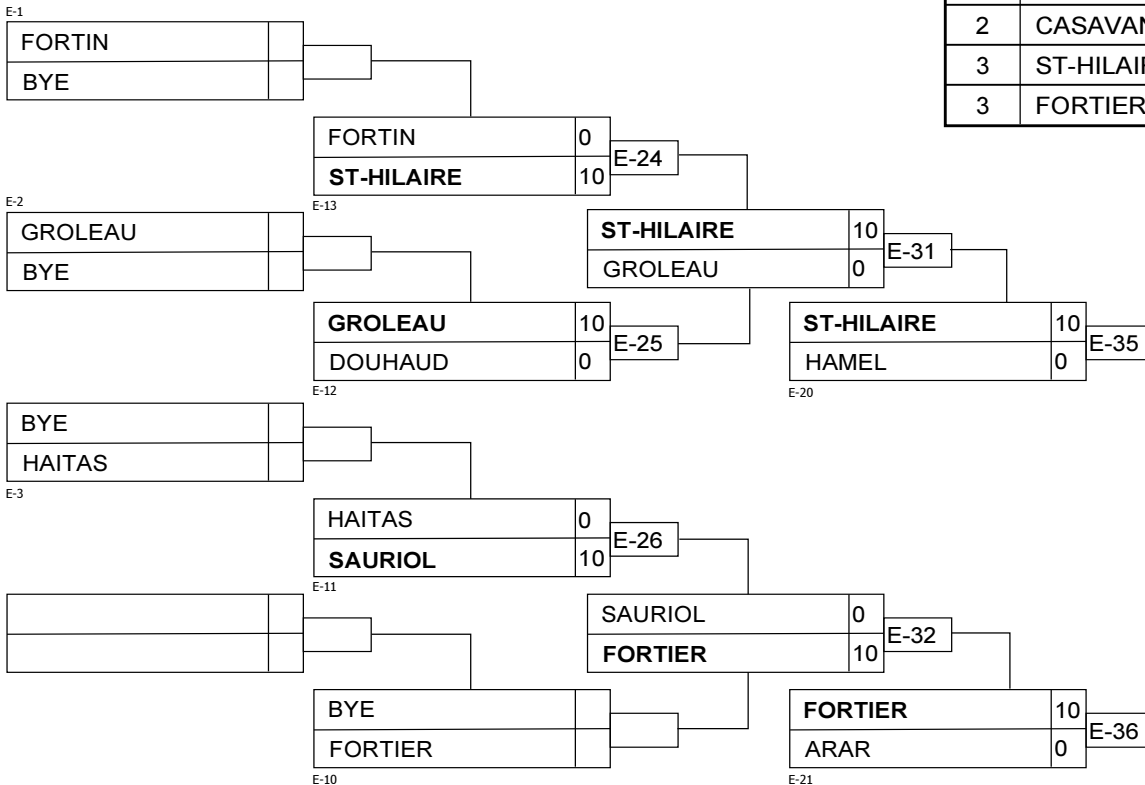 E-1
FORTIN
BYE
2
3
3
FORTIER
FORTIN 0
ST-HILAIRE 10
E-24
E-13
E-2
GROLEAU
BYE
ST-HILAIRE 10
GROLEAU 0
E-31
GROLEAU 10
DOUHAUD 0
E-25
E-12
ST-HILAIRE 10
HAMEL 0
E-35
E-20
BYE
HAITAS
E-3
HAITAS 0
SAURIOL 10
E-26
E-11
SAURIOL 0
FORTIER 10
E-32
BYE
FORTIER
E-10
FORTIER 10
ARAR 0
E-36
E-21